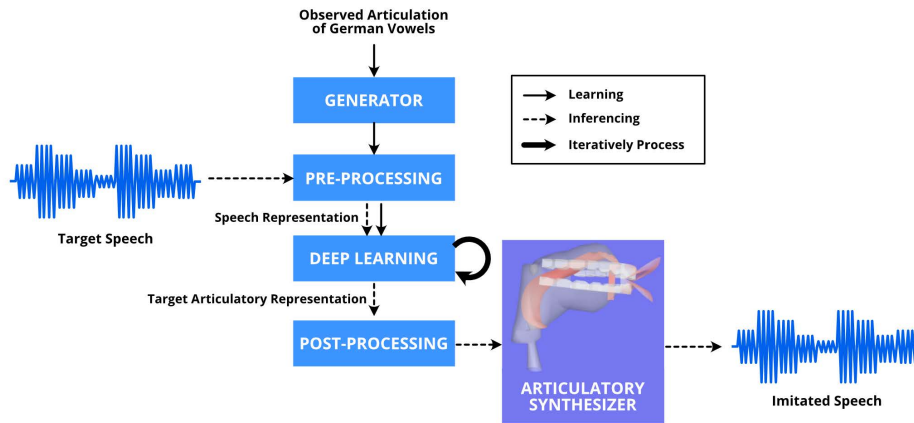 Observed Articulation
of German Vowels
GENERATOR
Learning
Inferencing
Iteratively Process
PRE-PROCESSING
Speech Representation
Target Speech
DEEP LEARNING
Target Articulatory Representation
POST-PROCESSING
ARTICULATORY
SYNTHESIZER
Imitated Speech